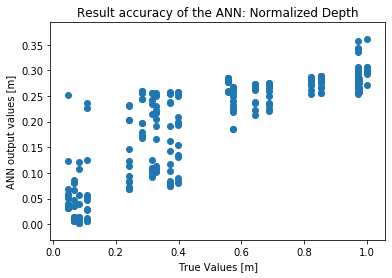 Result accuracy of the ANN: Normalized Depth
ANN output values [m]
0.35
0.30
0.25
0.20
0.15
0.10
0.05
0.00
0.0 0.2 0.4 0.6 0.8 1.0
True Values [m]